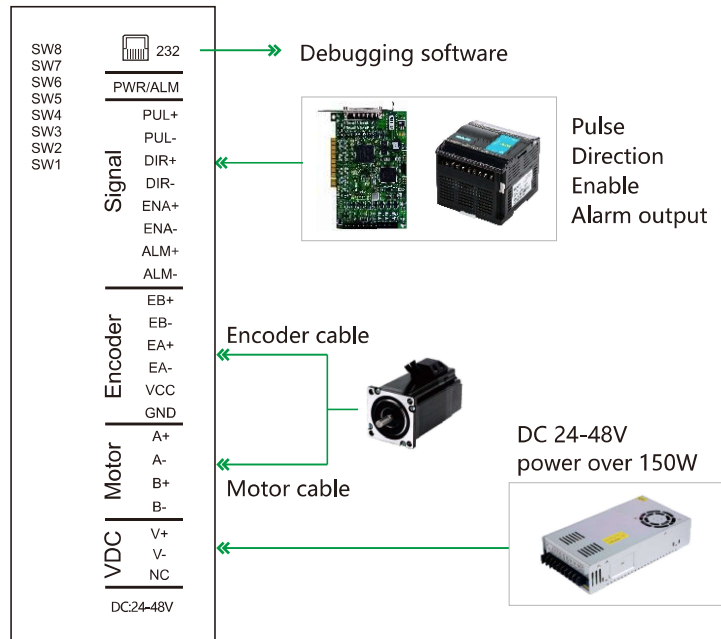 SW8
SW7
SW6
SW5
SW4
SW3
SW2
SW1
232
PWR/ALM
Signal
PUL+
PUL-
DIR+
DIR-
ENA+
ENA-
ALM+
ALM-
Encoder
EB+
EB-
EA+
EA-
VCC
GND
Motor
A+
A-
B+
B-
VDC
V+
V-
NC
DC:24-48V
Debugging software
Pulse
Direction
Enable
Alarm output
Encoder cable
Motor cable
DC 24-48V
power over 150W